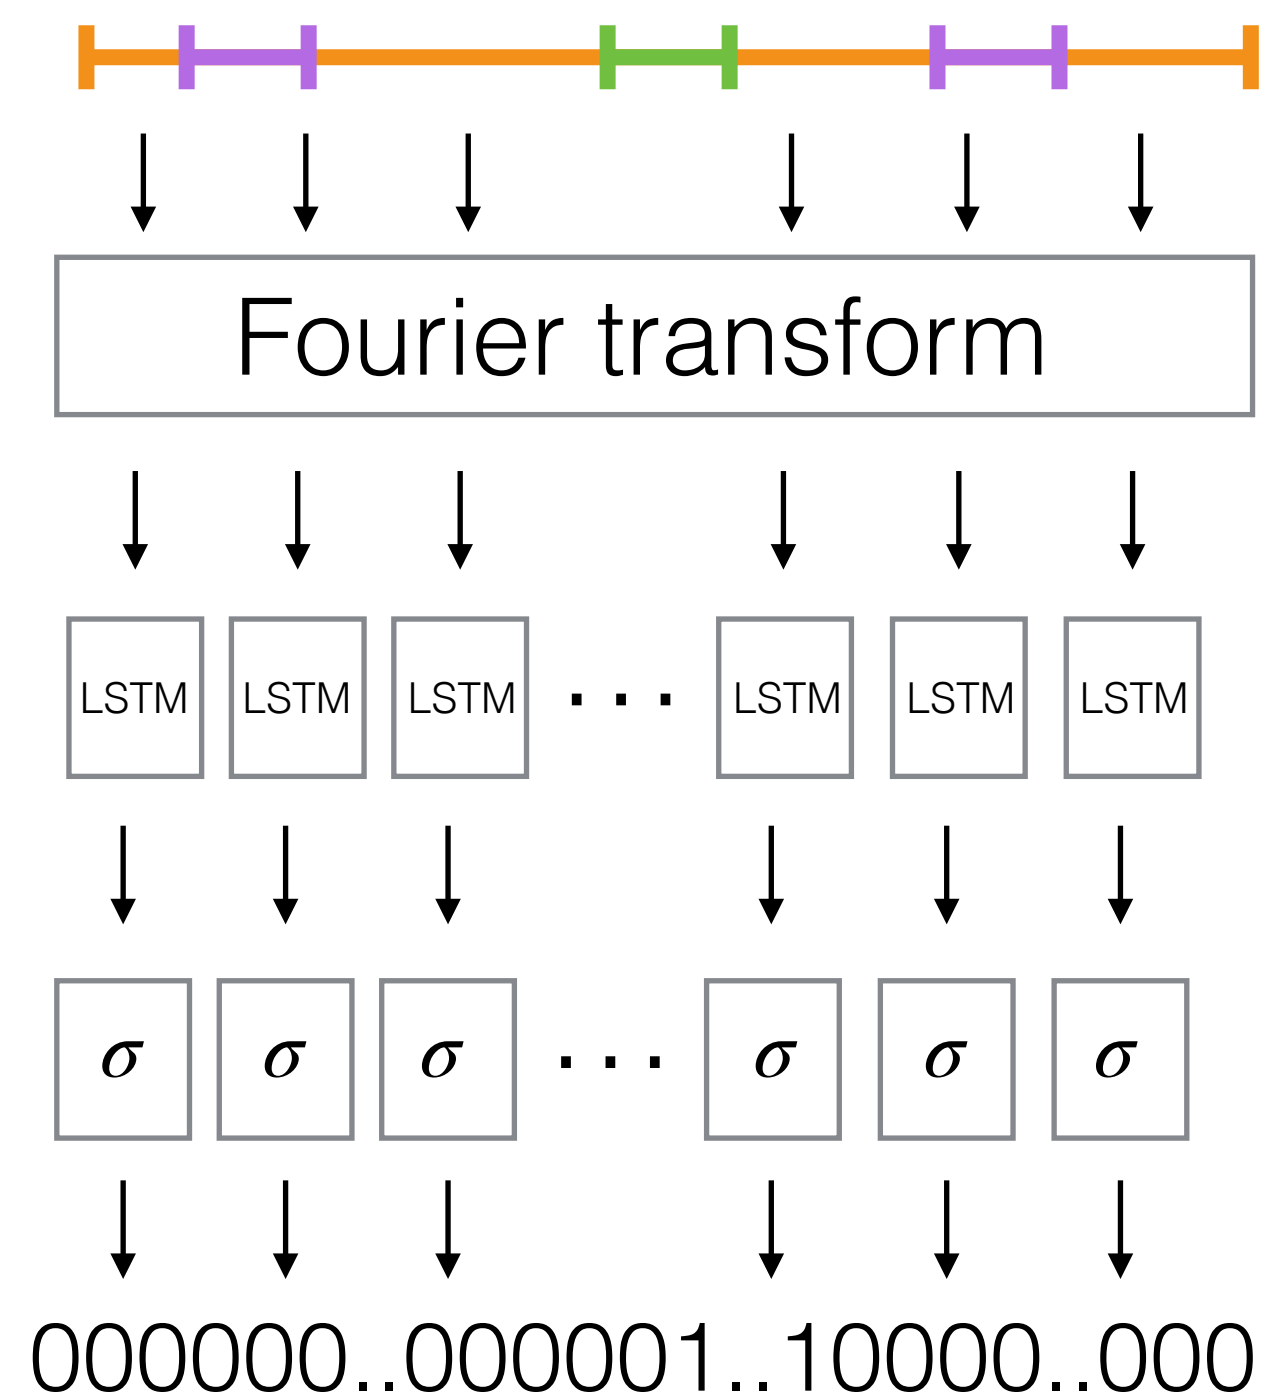 Fourier transform
LSTM LSTM LSTM ... LSTM LSTM LSTM
σ σ σ ... σ σ σ
000000..000001..10000..000